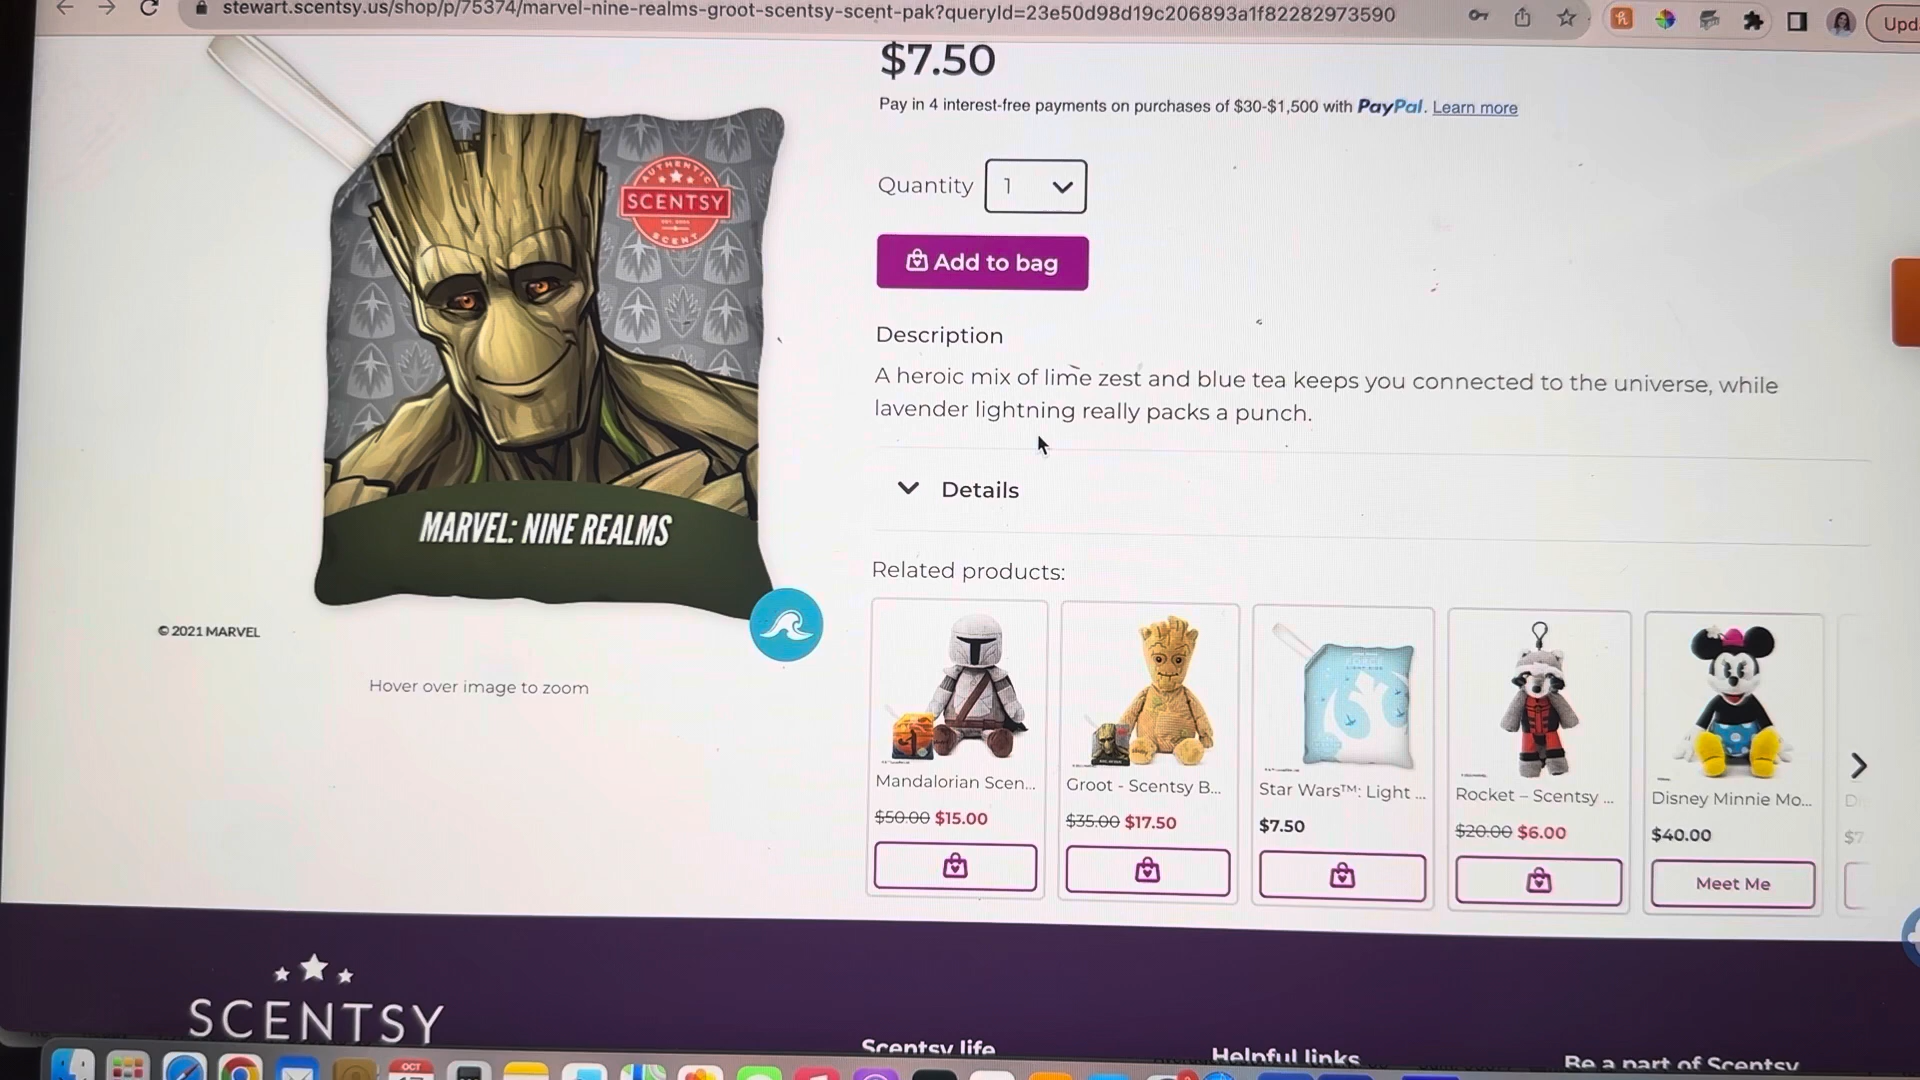 stewart.scentsy.us/shop/p/75374/marvel-nine-realms-groot-scentsy-scent-pak?queryId=23e50d98d19c206893a1f82282973590
Upd
$7.50
Pay in 4 interest-free payments on purchases of $30-$1,500 with PayPal. Learn more
Quantity 1
Add to bag
AUTHENTIC
SCENTSY
SCENT
MARVEL: NINE REALMS
© 2021 MARVEL
Hover over image to zoom
Description
A heroic mix of lime zest and blue tea keeps you connected to the universe, while
lavender lightning really packs a punch.
Details
Related products:
Mandalorian Scen...
$50.00 $15.00
Groot - Scentsy B...
$35.00 $17.50
Star Wars™: Light ...
$7.50
Rocket – Scentsy ...
$20.00 $6.00
Disney Minnie Mo...
$40.00
Meet Me
$7
SCENTSY
Scentsy life
Helpful links
Be a part of Scentsy
OCT